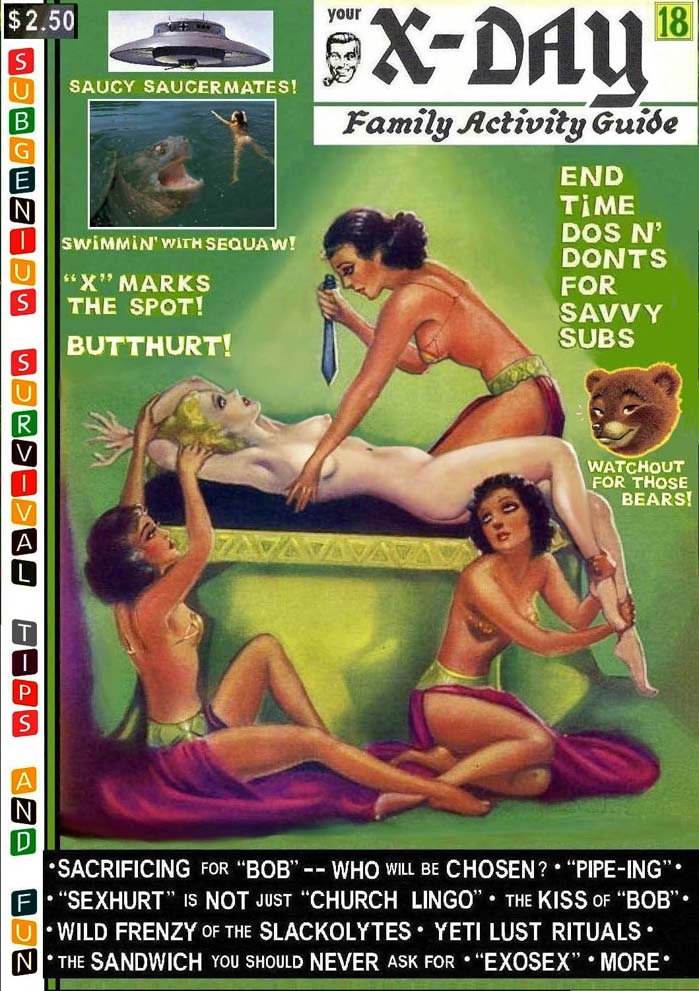 $2.50
your
X-DAY
18
Family Activity Guide
SUBGENIUS SURVIVAL TIPS AND FUN
SAUCY SAUCERMATES!
SWiMMiN' WITH SEQUAW!
"X" MARKS
THE SPOT!
BUTTHURT!
END
TiME
DOS N'
DONTS
FOR
SAVVY
SUBS
WATCHOUT
FOR THOSE
BEARS!
•SACRIFICING FOR "BOB" -- WHO WILL BE CHOSEN? • "PIPE-ING" •
• "SEXHURT" IS NOT JUST "CHURCH LINGO" • THE KISS OF "BOB" •
•WILD FRENZY OF THE SLACKOLYTES • YETI LUST RITUALS •
•THE SANDWICH YOU SHOULD NEVER ASK FOR • "EXOSEX" • MORE•